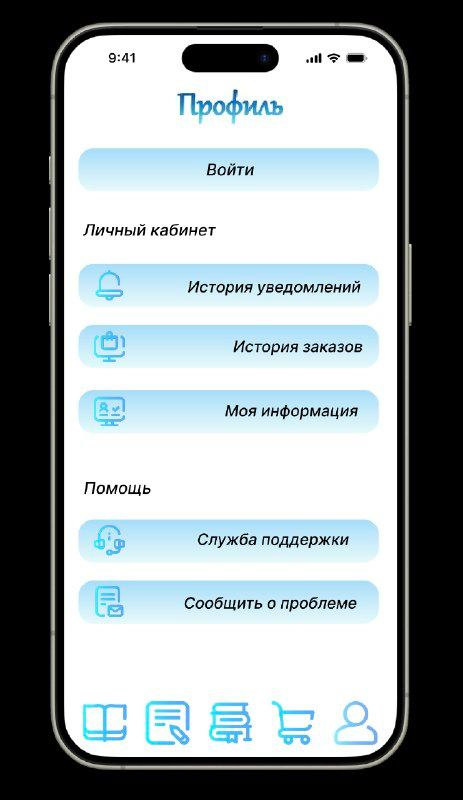 9:41
Профиль
Войти
Личный кабинет
История уведомлений
История заказов
Моя информация
Помощь
Служба поддержки
Сообщить о проблеме